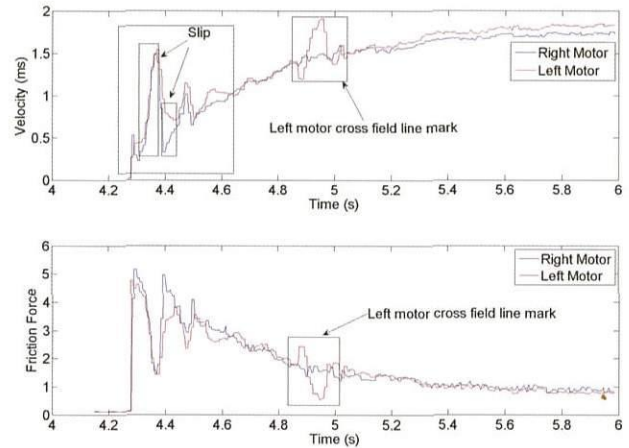 2
1.5
1
0.5
0
Velocity (ms)
Slip
Right Motor
Left Motor
Left motor cross field line mark
4 4.2 4.4 4.6 4.8 5 5.2 5.4 5.6 5.8 6
Time (s)
6
5
4
3
2
1
0
Friction Force
Right Motor
Left Motor
Left motor cross field line mark
4 4.2 4.4 4.6 4.8 5 5.2 5.4 5.6 5.8 6
Time (s)